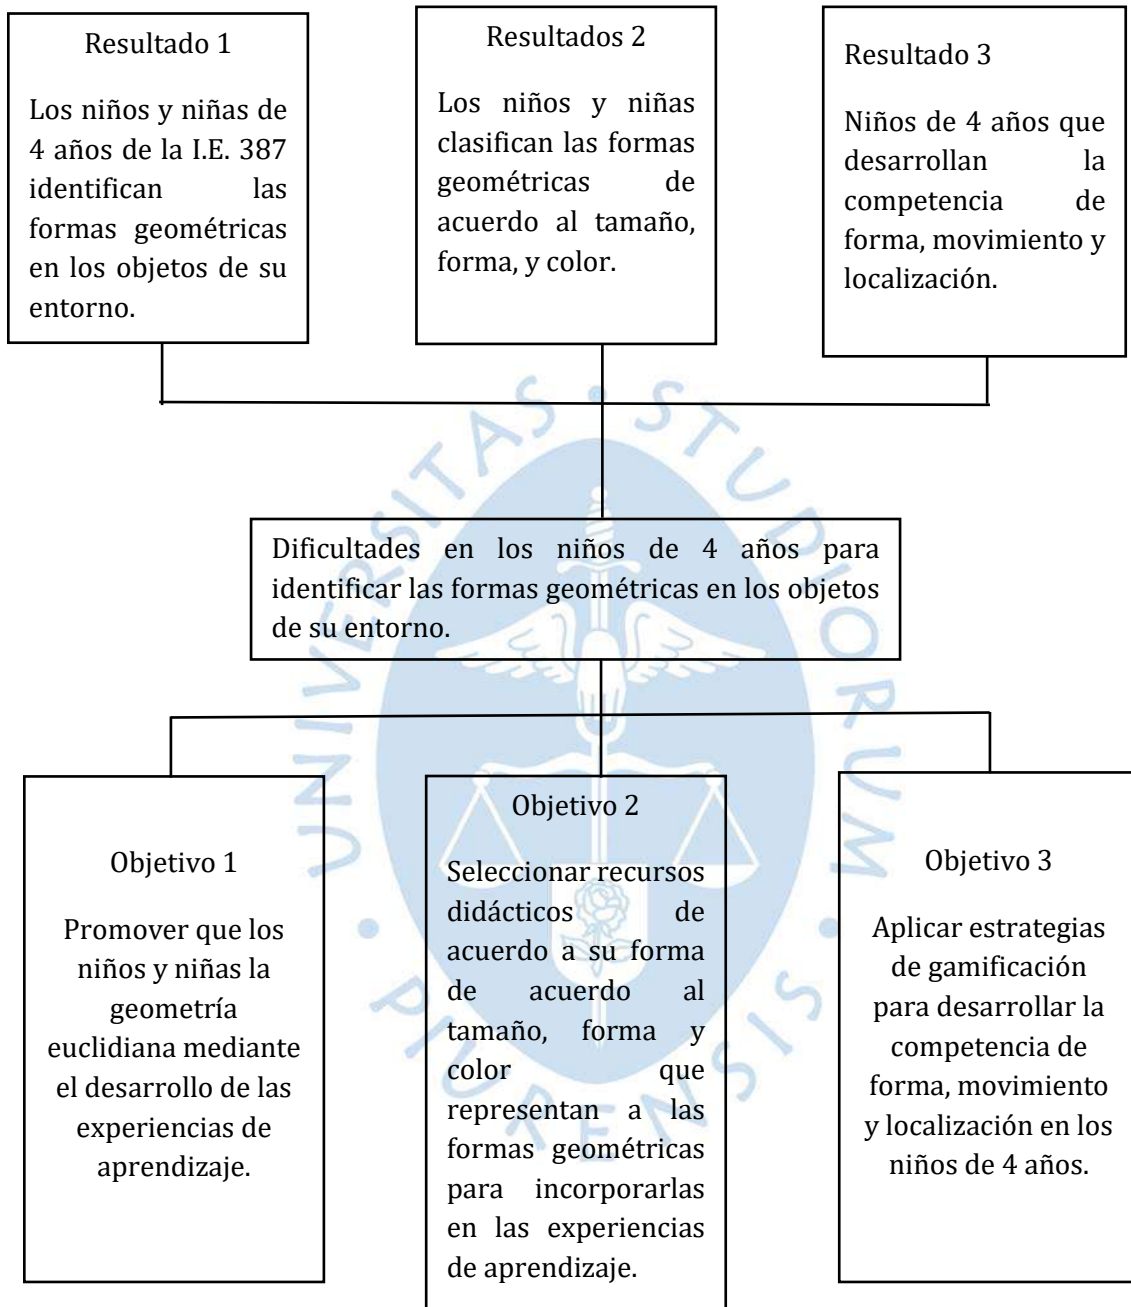 Resultado 1
Los niños y niñas de
4 años de la I.E. 387
identifican las
formas geométricas
en los objetos de su
entorno.
Resultados 2
Los niños y niñas
clasifican las formas
geométricas de
acuerdo al tamaño,
forma, y color.
Resultado 3
Niños de 4 años que
desarrollan la
competencia de
forma, movimiento y
localización.
Dificultades en los niños de 4 años para
identificar las formas geométricas en los objetos
de su entorno.
Objetivo 1
Promover que los
niños y niñas la
geometría
euclidiana mediante
el desarrollo de las
experiencias de
aprendizaje.
Objetivo 2
Seleccionar recursos
didácticos de
acuerdo a su forma
de acuerdo al
tamaño, forma y
color que
representan a las
formas geométricas
para incorporarlas
en las experiencias
de aprendizaje.
Objetivo 3
Aplicar estrategias
de gamificación
para desarrollar la
competencia de
forma, movimiento
y localización en los
niños de 4 años.
UNIVERSITAS • STUDIORUM • PIURENSIS •